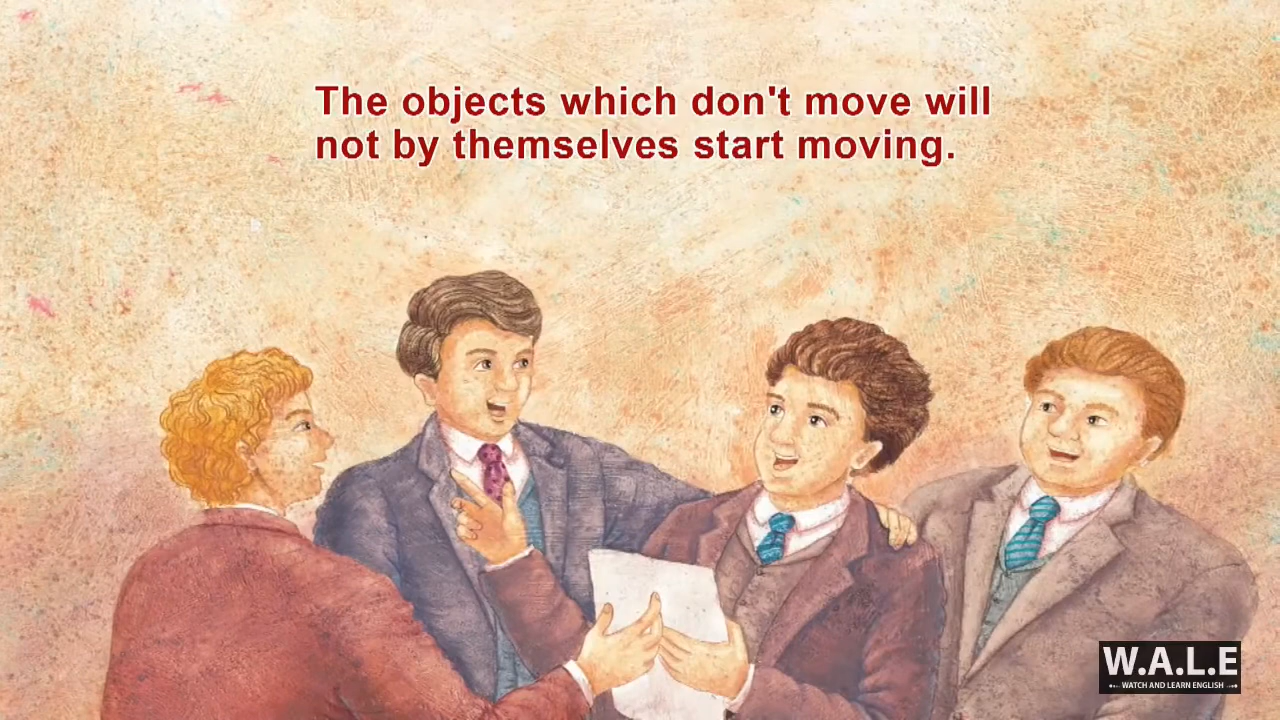 The objects which don't move will
not by themselves start moving.
W.A.L.E
WATCH AND LEARN ENGLISH